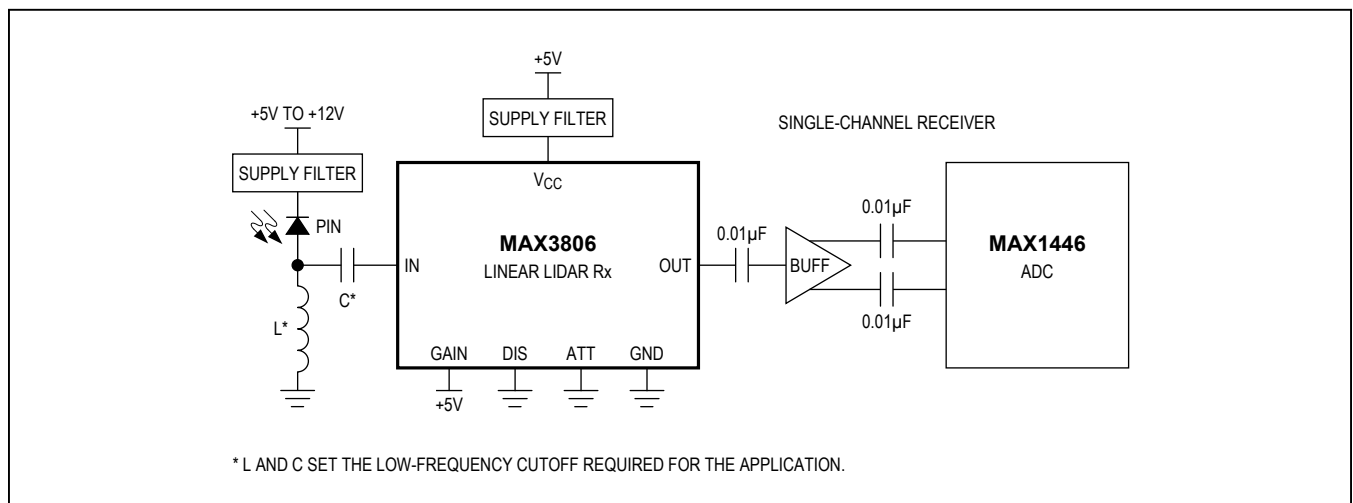 +5V
+5V TO +12V
SUPPLY FILTER
SINGLE-CHANNEL RECEIVER
SUPPLY FILTER
VCC
PIN
0.01µF
0.01µF
MAX3806
LINEAR LIDAR Rx
MAX1446
ADC
IN
OUT
BUFF
C*
L*
0.01µF
GAIN DIS ATT GND
+5V
* L AND C SET THE LOW-FREQUENCY CUTOFF REQUIRED FOR THE APPLICATION.